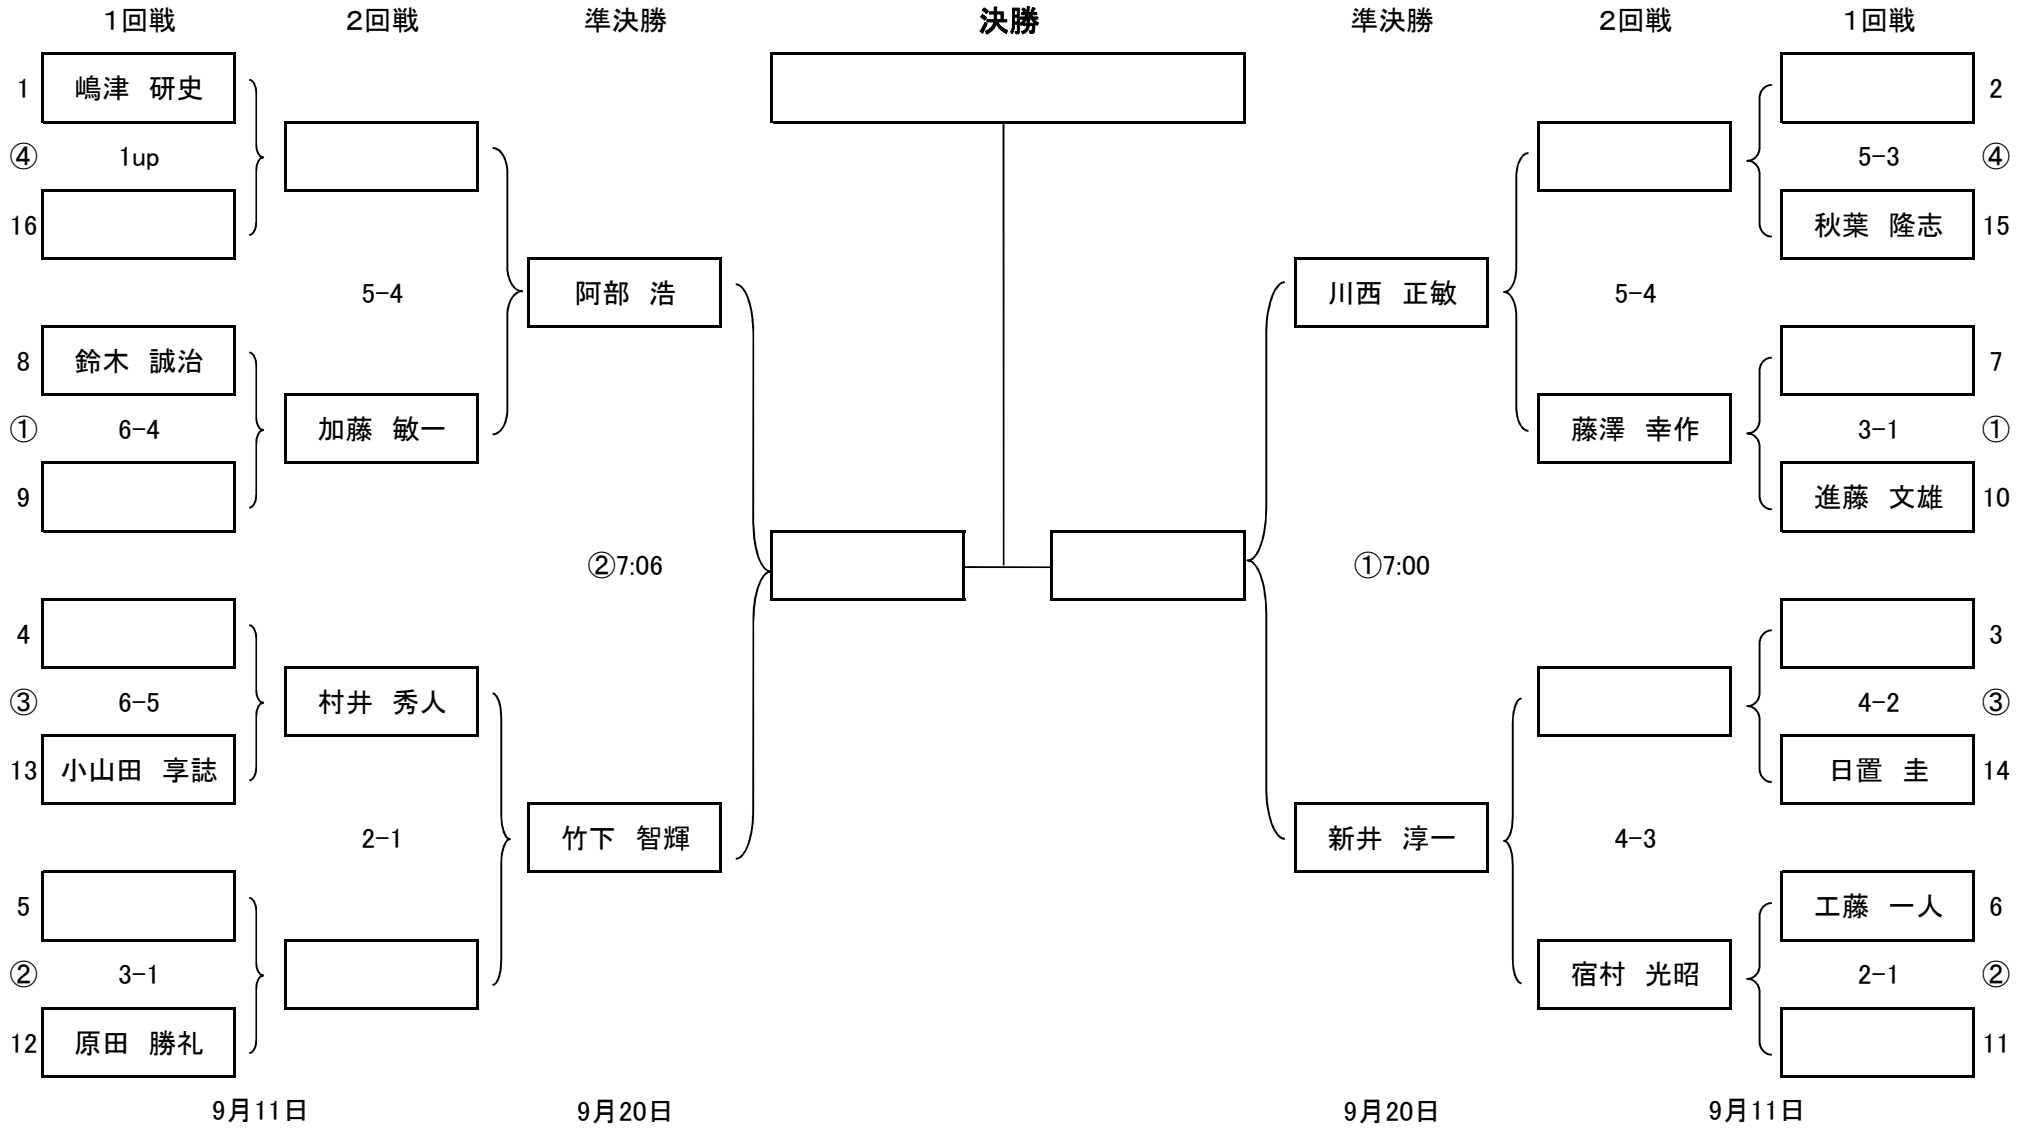 １回戦 ２回戦 準決勝 決勝 準決勝 ２回戦 １回戦
1 嶋津　研史 2
④ 1up 5-3 ④
16 秋葉　隆志 15
5-4 阿部　浩 川西　正敏 5-4
8 鈴木　誠治 7
① 6-4 加藤　敏一 藤澤　幸作 3-1 ①
9 進藤　文雄 10
②7:06 ①7:00
4 3
③ 6-5 村井　秀人 4-2 ③
13 小山田　享誌 日置　圭 14
2-1 竹下　智輝 新井　淳一 4-3
5 工藤　一人 6
② 3-1 宿村　光昭 2-1 ②
12 原田　勝礼 11
9月11日 9月20日 9月20日 9月11日